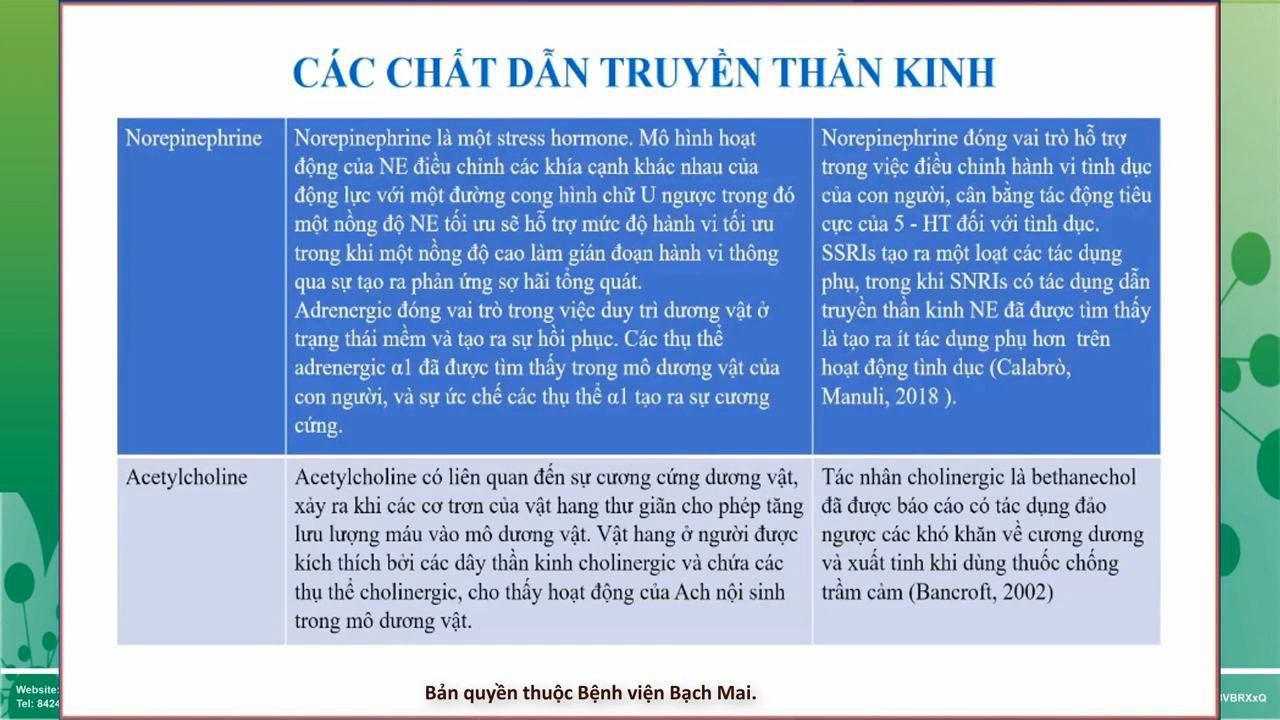 CÁC CHẤT DẪN TRUYỀN THẦN KINH
Norepinephrine
Norepinephrine là một stress hormone. Mô hình hoạt
động của NE điều chỉnh các khía cạnh khác nhau của
động lực với một đường cong hình chữ U ngược trong đó
một nồng độ NE tối ưu sẽ hỗ trợ mức độ hành vi tối ưu
trong khi một nồng độ cao làm gián đoạn hành vi thông
qua sự tạo ra phản ứng sợ hãi tổng quát.
Adrenergic đóng vai trò trong việc duy trì dương vật ở
trạng thái mềm và tạo ra sự hồi phục. Các thụ thể
adrenergic α1 đã được tìm thấy trong mô dương vật của
con người, và sự ức chế các thụ thể α1 tạo ra sự cương
cứng.
Norepinephrine đóng vai trò hỗ trợ
trong việc điều chỉnh hành vi tình dục
của con người, cân bằng tác động tiêu
cực của 5 - HT đối với tình dục.
SSRIs tạo ra một loạt các tác dụng
phụ, trong khi SNRIs có tác dụng dẫn
truyền thần kinh NE đã được tìm thấy
là tạo ra ít tác dụng phụ hơn trên
hoạt động tình dục (Calabrò,
Manuli, 2018 ).
Acetylcholine
Acetylcholine có liên quan đến sự cương cứng dương vật,
xảy ra khi các cơ trơn của vật hang thư giãn cho phép tăng
lưu lượng máu vào mô dương vật. Vật hang ở người được
kích thích bởi các dây thần kinh cholinergic và chứa các
thụ thể cholinergic, cho thấy hoạt động của Ach nội sinh
trong mô dương vật.
Tác nhân cholinergic là bethanechol
đã được báo cáo có tác dụng đảo
ngược các khó khăn về cương dương
và xuất tinh khi dùng thuốc chống
trầm cảm (Bancroft, 2002)
Bản quyền thuộc Bệnh viện Bạch Mai.
Website:
Tel: 8424